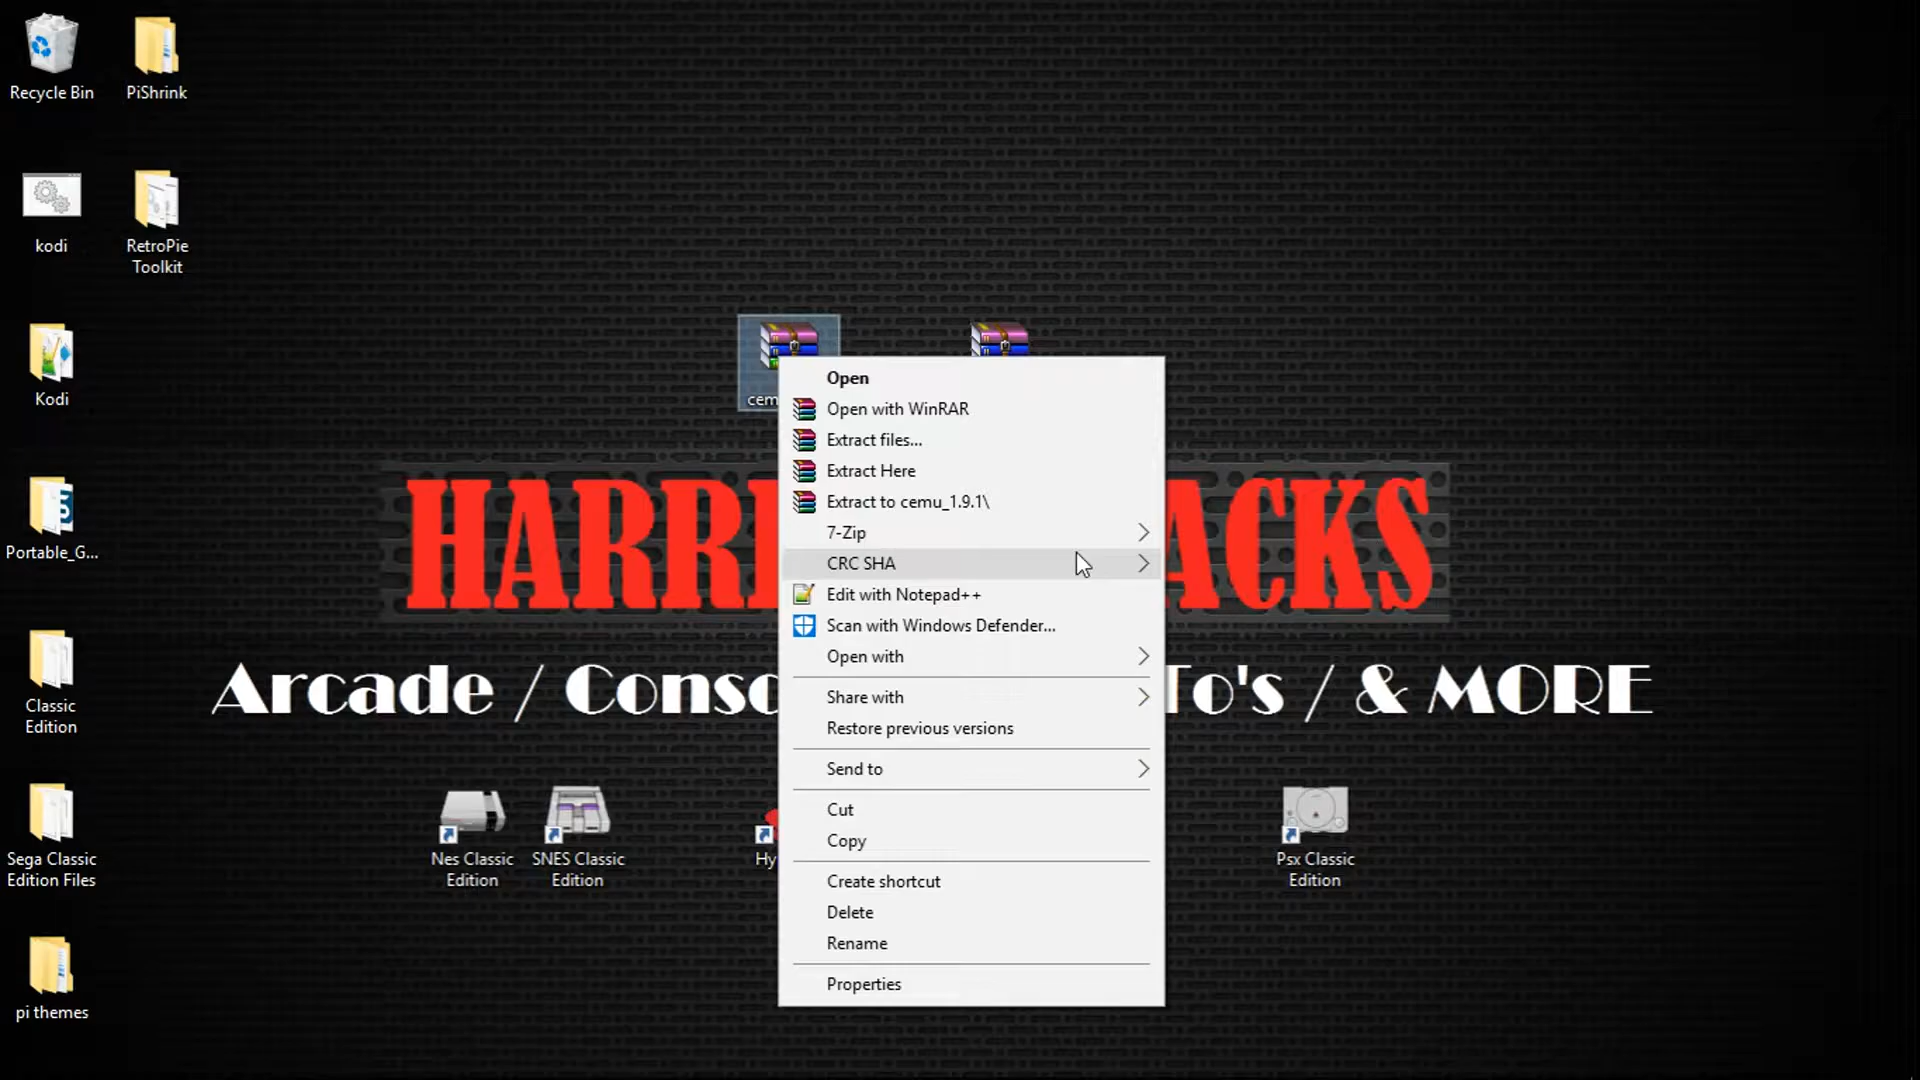 Recycle Bin
PiShrink
kodi
RetroPie
Toolkit
Kodi
Portable_G...
Classic
Edition
Sega Classic
Edition Files
pi themes
cem
Open
Open with WinRAR
Extract files...
Extract Here
Extract to cemu_1.9.1\
7-Zip
CRC SHA
Edit with Notepad++
Scan with Windows Defender...
Open with
Share with
Restore previous versions
Send to
Cut
Copy
Create shortcut
Delete
Rename
Properties
HARR ACKS
Arcade / Conso To's / & MORE
Nes Classic
Edition
SNES Classic
Edition
Hy
Psx Classic
Edition